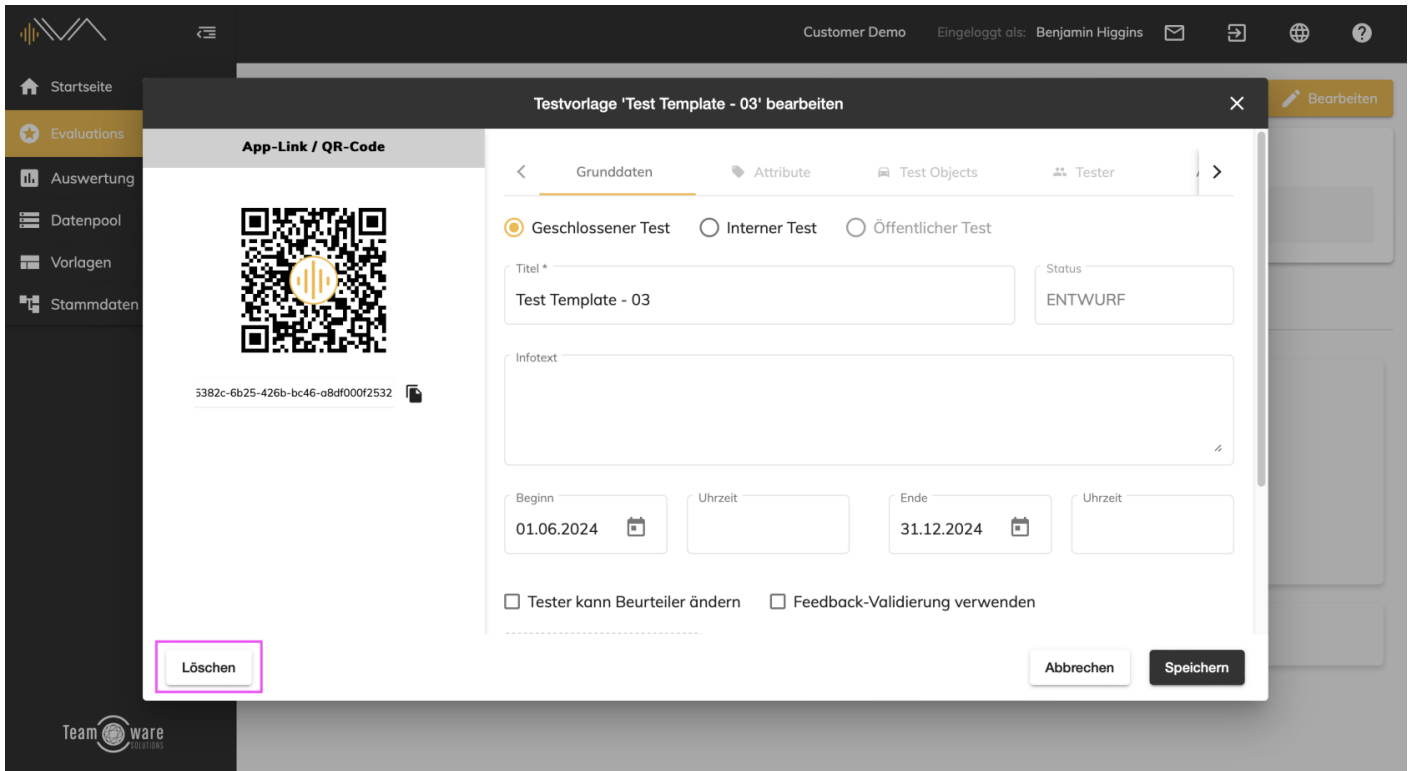 Customer Demo Eingeloggt als: Benjamin Higgins
Startseite
Evaluations
Auswertung
Datenpool
Vorlagen
Stammdaten
Team ware
SOLUTIONS
Bearbeiten
Testvorlage 'Test Template - 03' bearbeiten
App-Link / QR-Code
5382c-6b25-426b-bc46-a8df000f2532
Grunddaten Attribute Test Objects Tester
Geschlossener Test Interner Test Öffentlicher Test
Titel * Status
Test Template - 03 ENTWURF
Infotext
Beginn Uhrzeit Ende Uhrzeit
01.06.2024 31.12.2024
Tester kann Beurteiler ändern Feedback-Validierung verwenden
Löschen Abbrechen Speichern